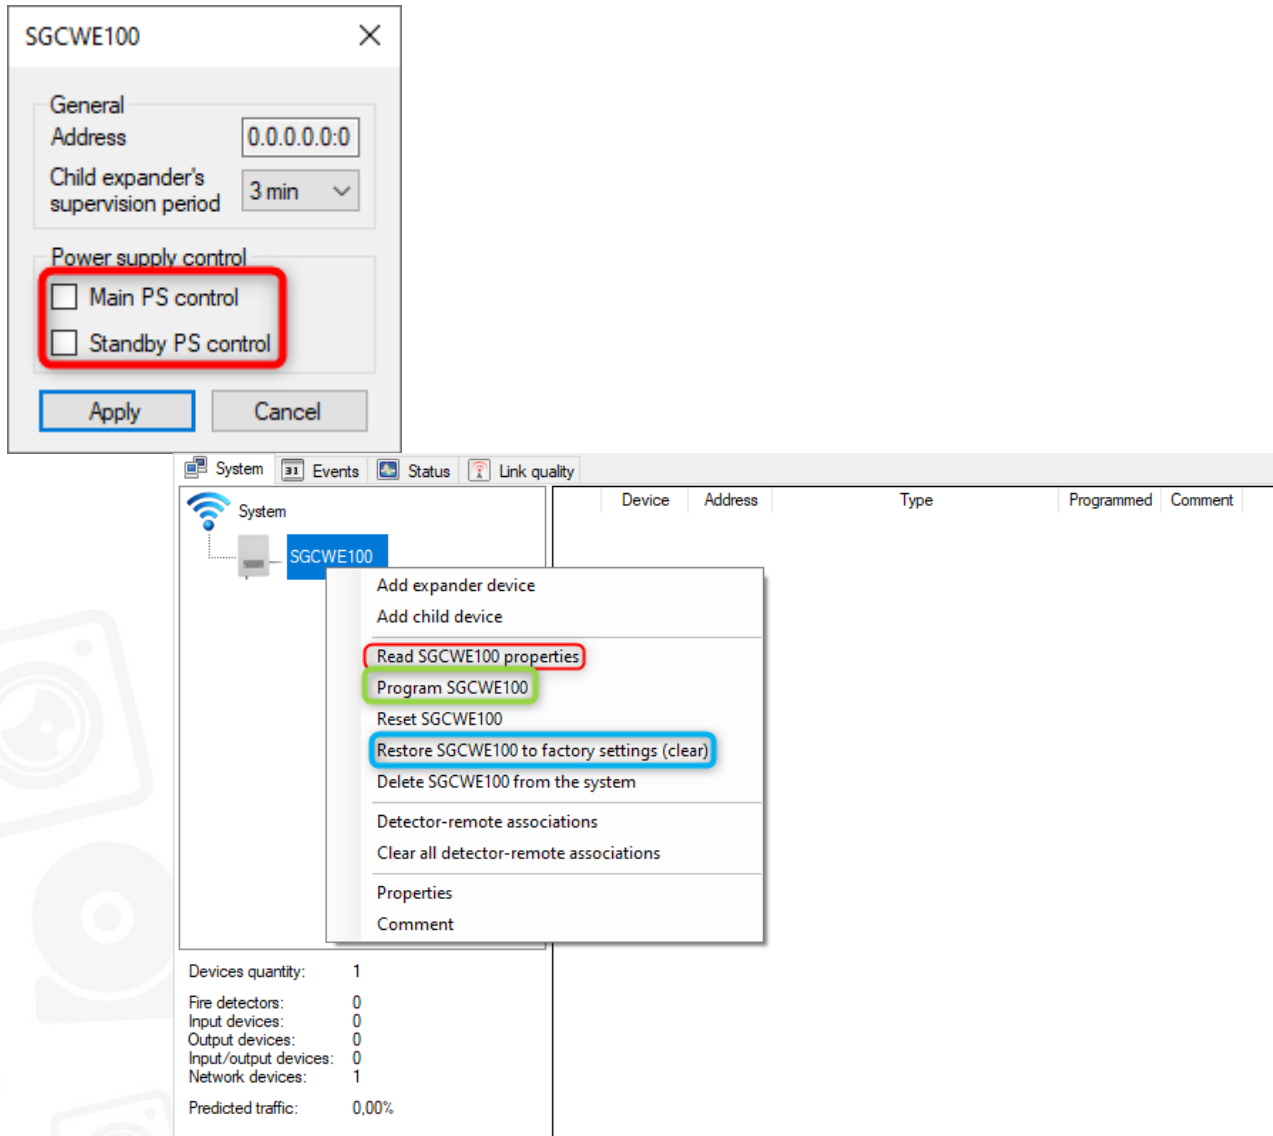 SGCWE100
General
Address 0.0.0.0.0:0
Child expander's
supervision period 3 min
Power supply control
Main PS control
Standby PS control
Apply Cancel
System 31 Events Status Link quality
System
SGCWE100
Device Address Type Programmed Comment
Add expander device
Add child device
Read SGCWE100 properties
Program SGCWE100
Reset SGCWE100
Restore SGCWE100 to factory settings (clear)
Delete SGCWE100 from the system
Detector-remote associations
Clear all detector-remote associations
Properties
Comment
Devices quantity: 1
Fire detectors: 0
Input devices: 0
Output devices: 0
Input/output devices: 0
Network devices: 1
Predicted traffic: 0,00%